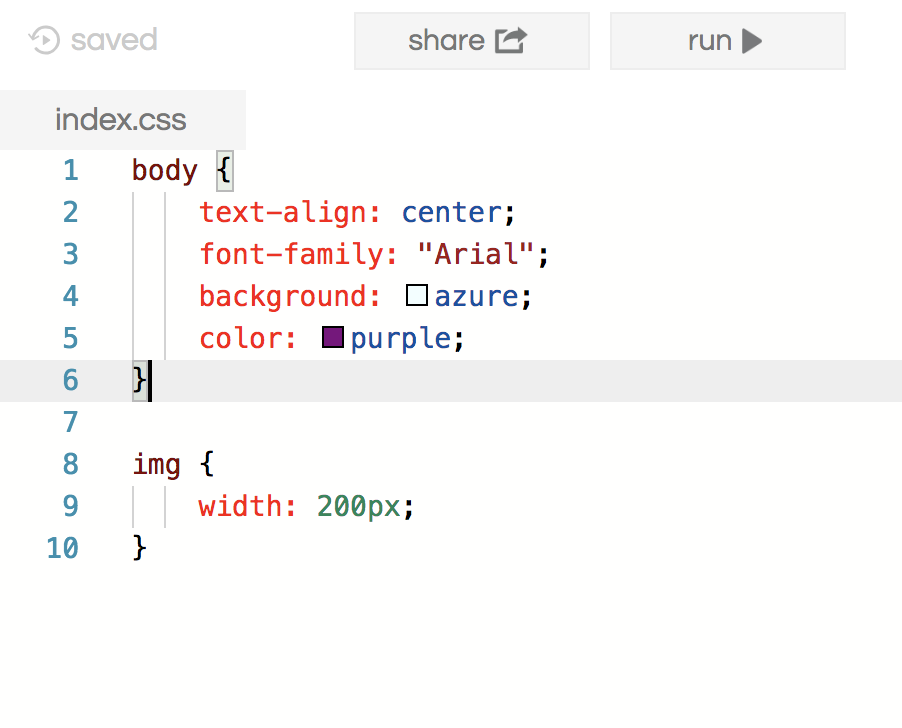 saved
share
run
index.css
1 body {
2 text-align: center;
3 font-family: "Arial";
4 background: azure;
5 color: purple;
6 }
7
8 img {
9 width: 200px;
10 }